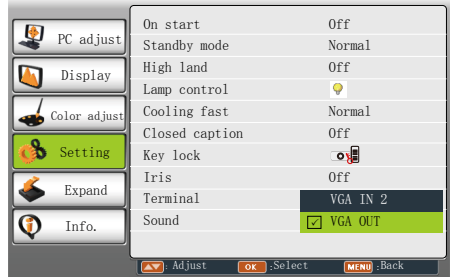 PC adjust
Display
Color adjust
Setting
Expand
Info.
On start Off
Standby mode Normal
High land Off
Lamp control
Cooling fast Normal
Closed caption Off
Key lock
Iris Off
Terminal VGA IN 2
Sound VGA OUT
: Adjust OK :Select MENU :Back